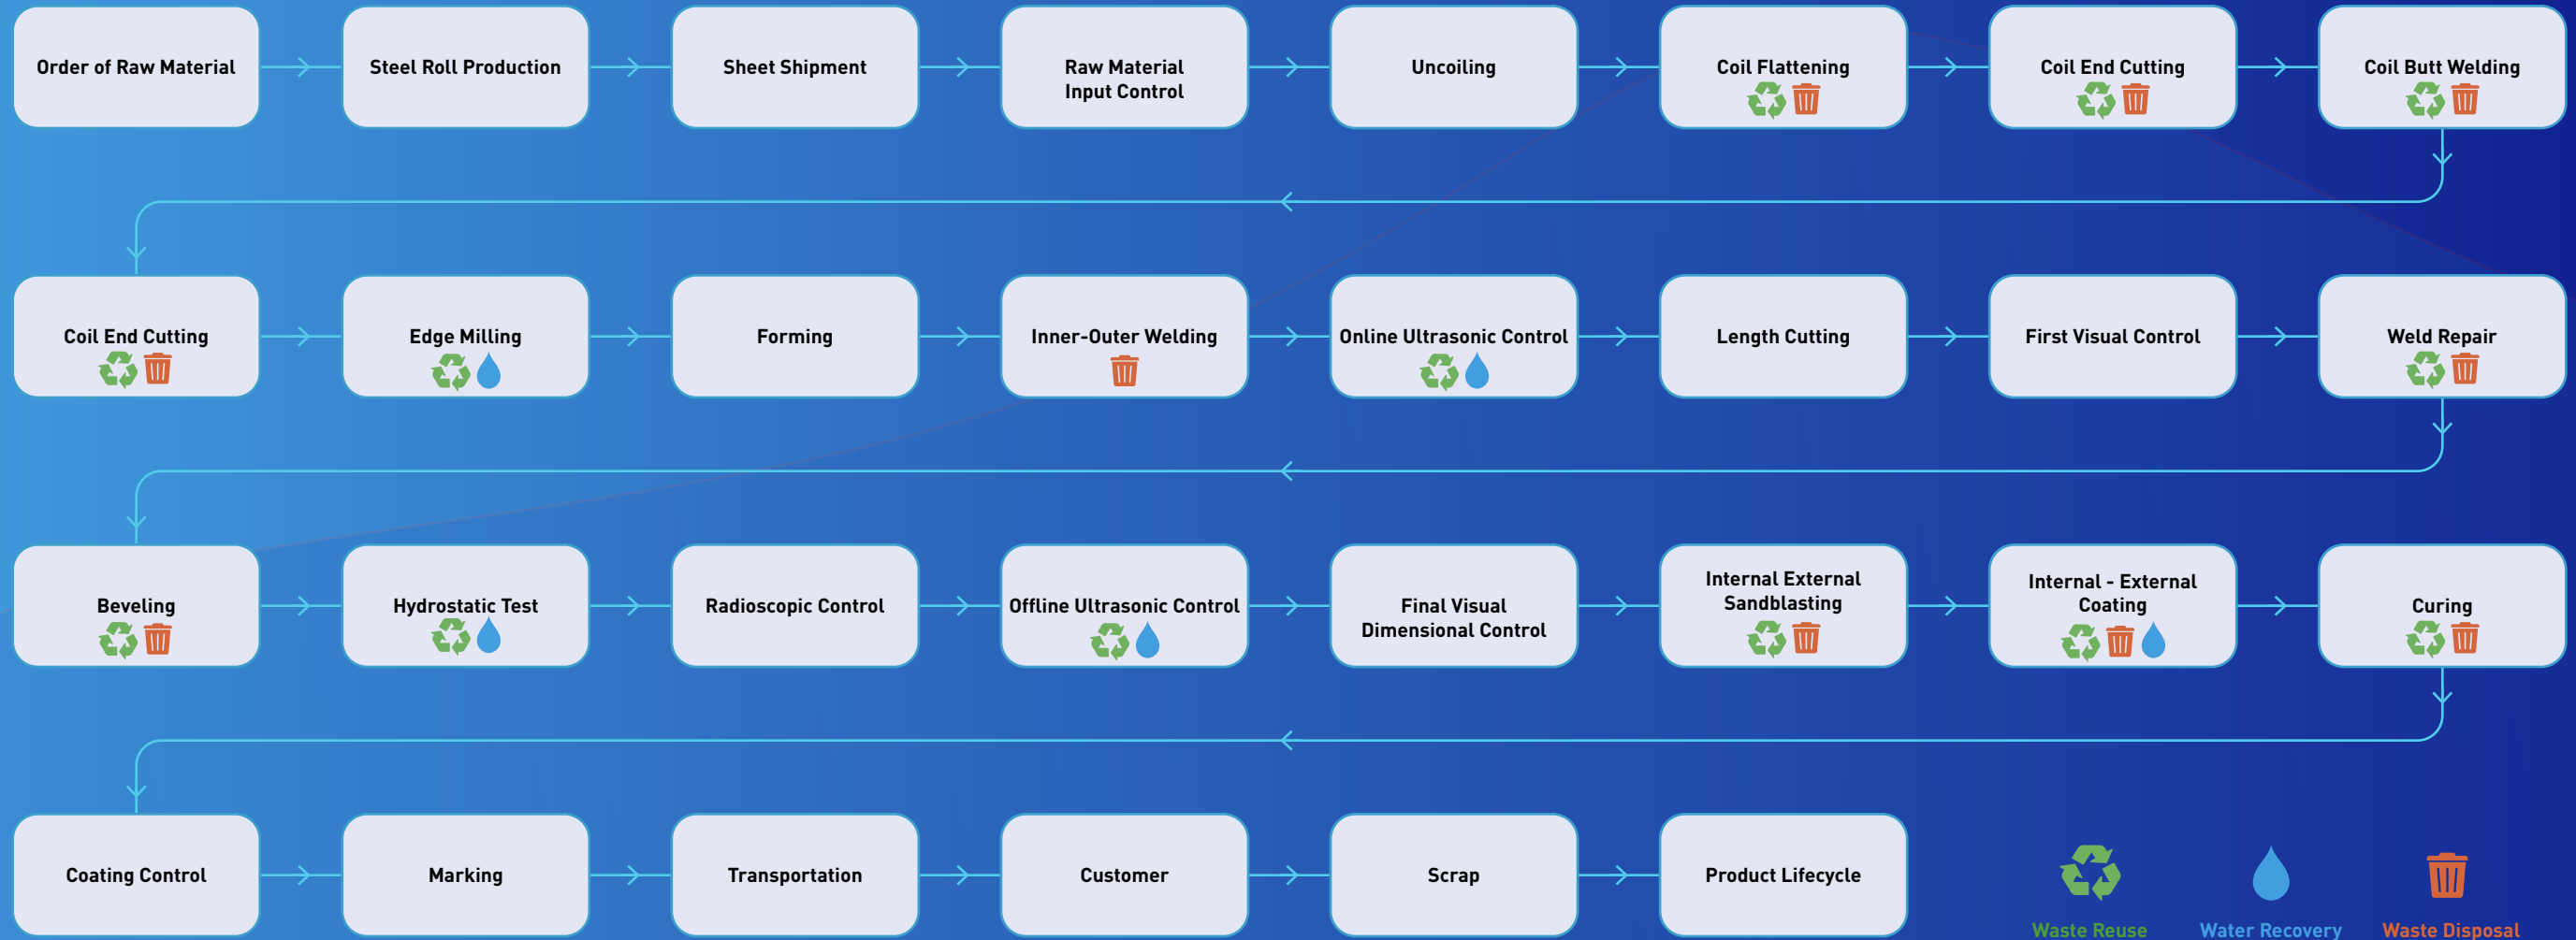 Order of Raw Material
Steel Roll Production
Sheet Shipment
Raw Material
Input Control
Uncoiling
Coil Flattening
Coil End Cutting
Coil Butt Welding
Coil End Cutting
Edge Milling
Forming
Inner-Outer Welding
Online Ultrasonic Control
Length Cutting
First Visual Control
Weld Repair
Beveling
Hydrostatic Test
Radioscopic Control
Offline Ultrasonic Control
Final Visual
Dimensional Control
Internal External
Sandblasting
Internal - External
Coating
Curing
Coating Control
Marking
Transportation
Customer
Scrap
Product Lifecycle
Waste Reuse
Water Recovery
Waste Disposal